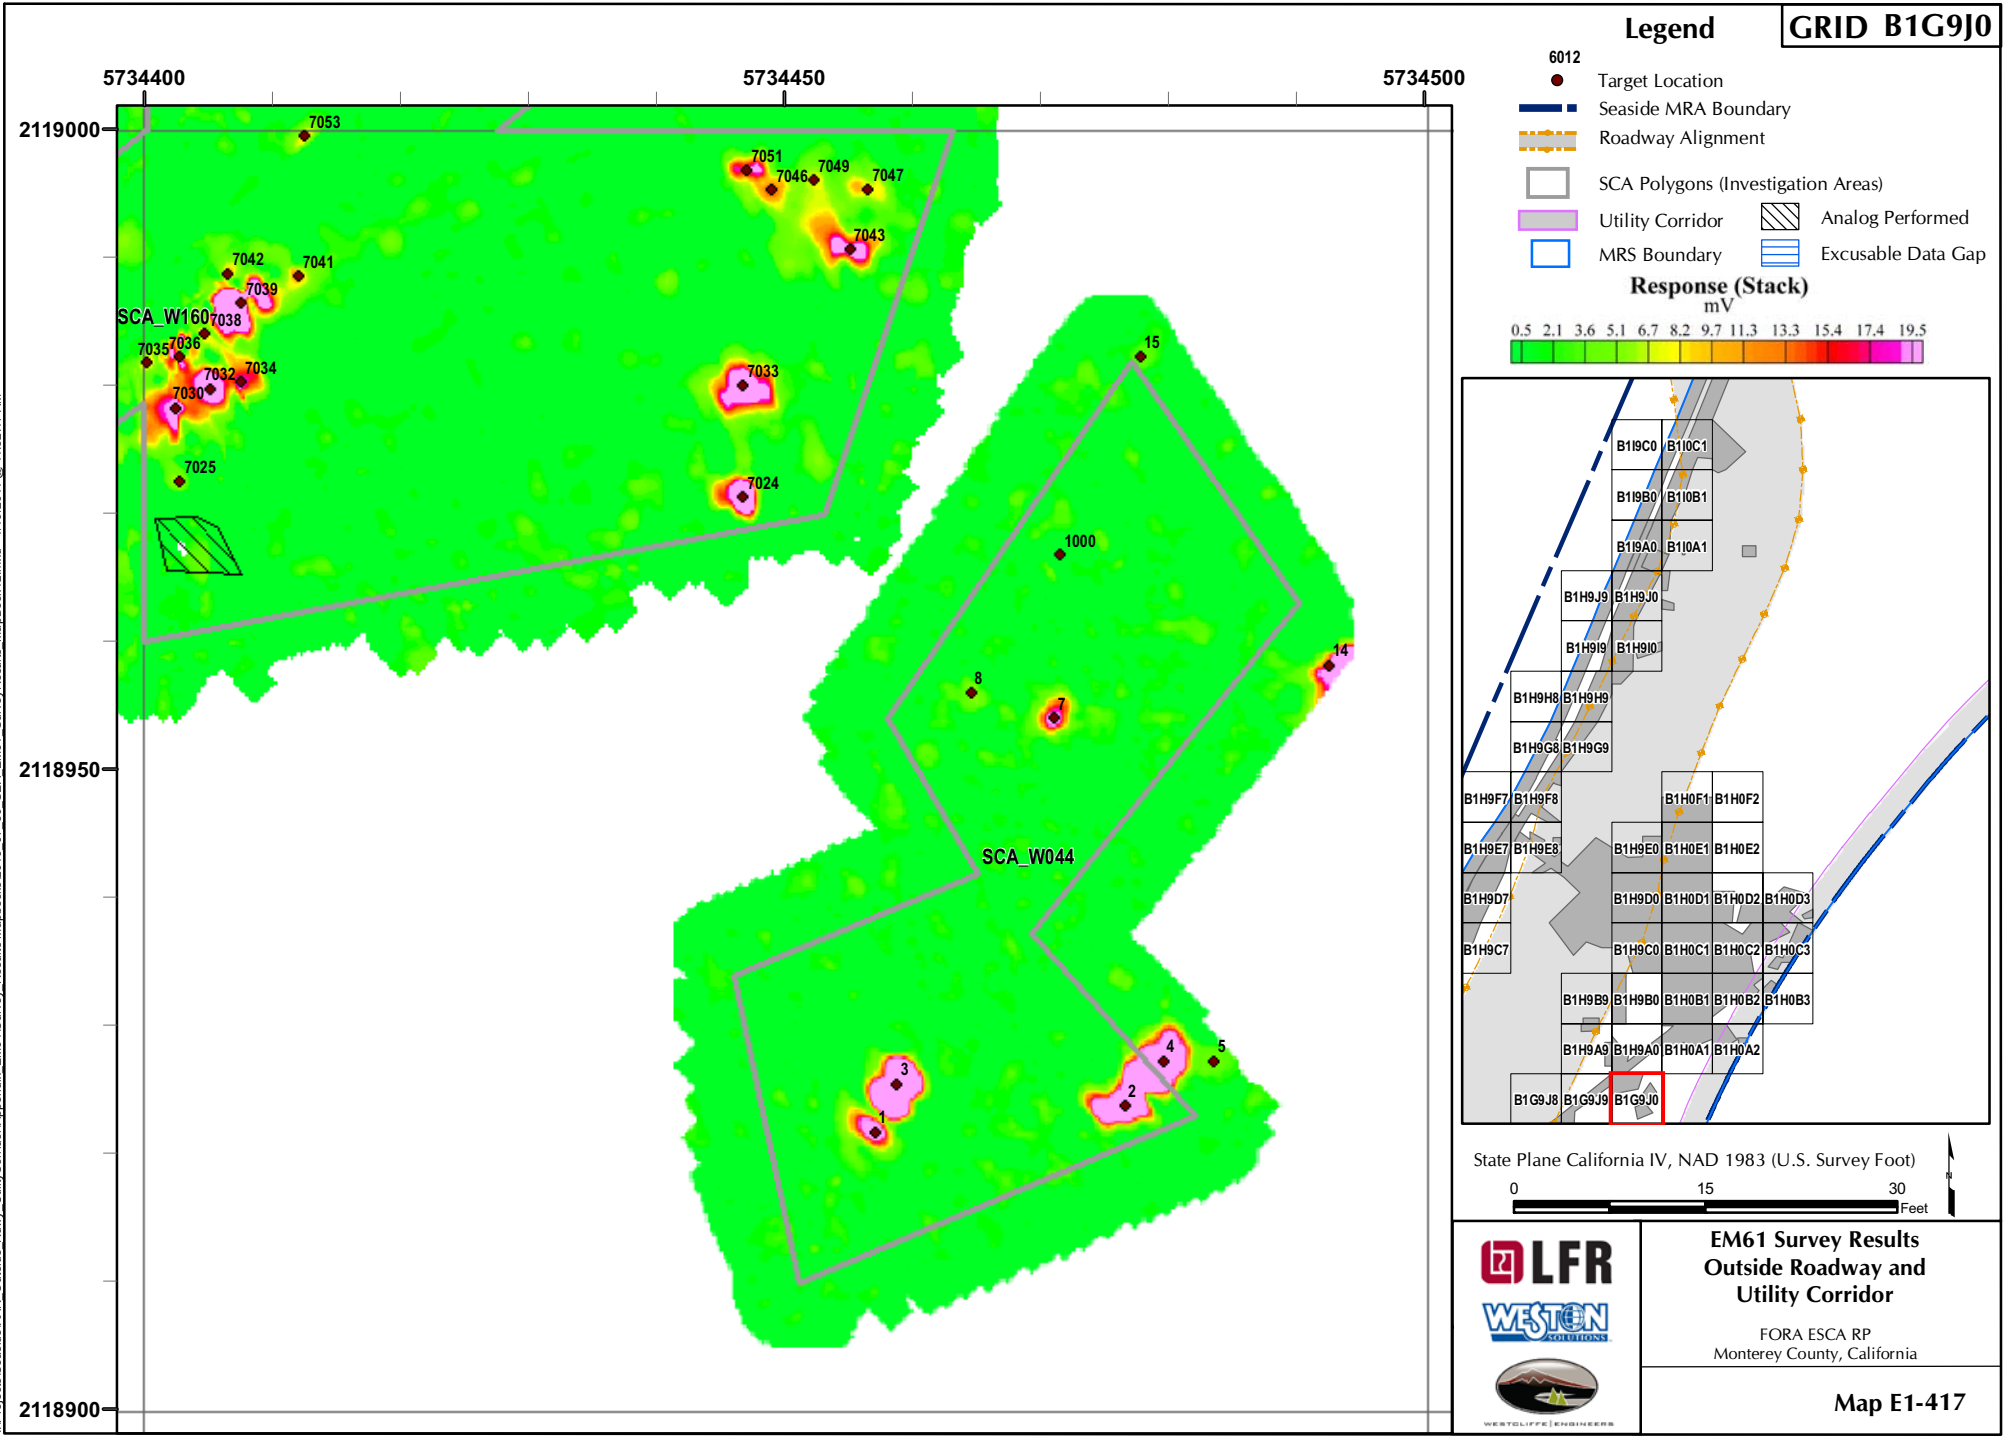 GRID B1G9J0
Legend
6012
Target Location
Seaside MRA Boundary
Roadway Alignment
SCA Polygons (Investigation Areas)
Utility Corridor
Analog Performed
MRS Boundary
Excusable Data Gap
Response (Stack)
mV
0.5 2.1 3.6 5.1 6.7 8.2 9.7 11.3 13.3 15.4 17.4 19.5
5734400 5734450 5734500
2119000
2118950
2118900
7053
7051
7049
7046
7047
7043
7042
7041
7039
SCA_W160
7038
7036
7035
7034
7032
7030
7033
7025
7024
15
1000
14
8
7
SCA_W044
4
5
3
2
1
B1I9C0 B1I0C1
B1I9B0 B1I0B1
B1I9A0 B1I0A1
B1H9J9 B1H9J0
B1H9I9 B1H9I0
B1H9H8 B1H9H9
B1H9G8 B1H9G9
B1H9F7 B1H9F8 B1H0F1 B1H0F2
B1H9E7 B1H9E8 B1H9E0 B1H0E1 B1H0E2
B1H9D7 B1H9D0 B1H0D1 B1H0D2 B1H0D3
B1H9C7 B1H9C0 B1H0C1 B1H0C2 B1H0C3
B1H9B9 B1H9B0 B1H0B1 B1H0B2 B1H0B3
B1H9A9 B1H9A0 B1H0A1 B1H0A2
B1G9J8 B1G9J9 B1G9J0
State Plane California IV, NAD 1983 (U.S. Survey Foot)
0 15 30
Feet
N
LFR
WESTON
SOLUTIONS
WESTCLIFFE ENGINEERS
EM61 Survey Results
Outside Roadway and
Utility Corridor
FORA ESCA RP
Monterey County, California
Map E1-417